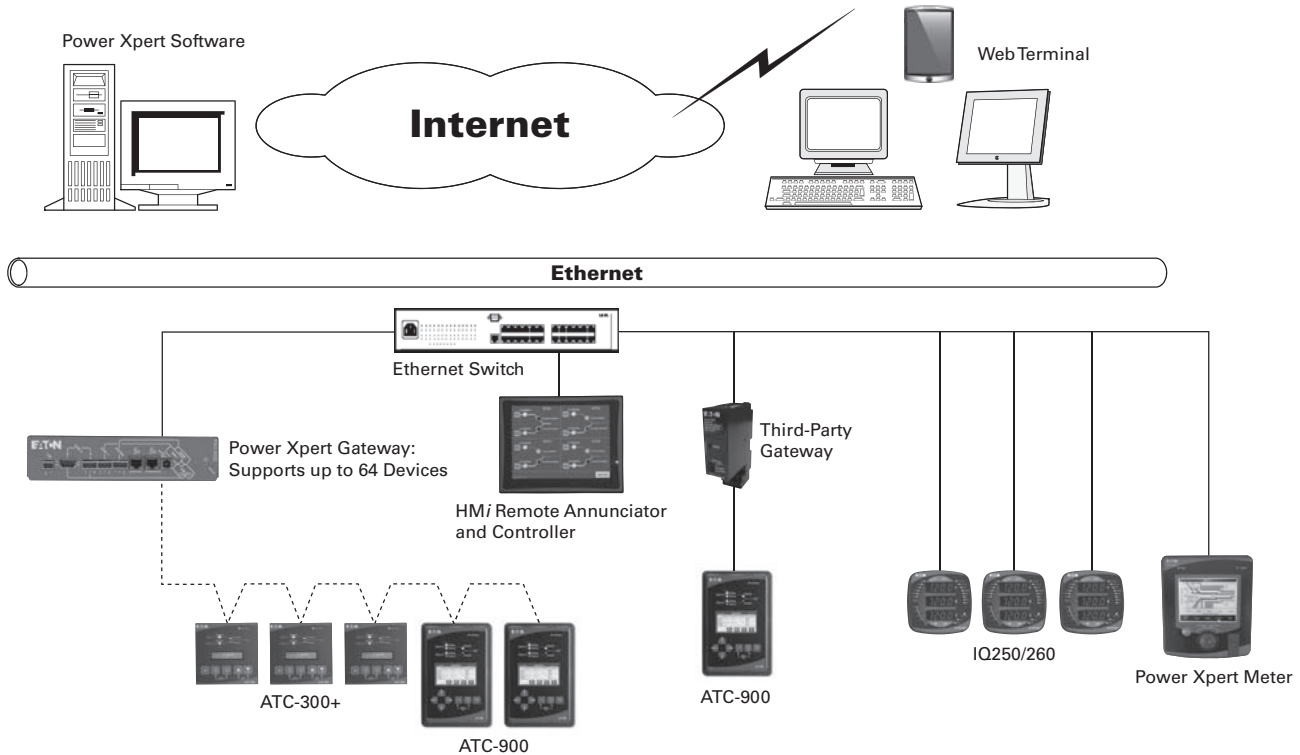 Power Xpert Software
Internet
Web Terminal
Ethernet
Ethernet Switch
EATON
Power Xpert Gateway:
Supports up to 64 Devices
HMi Remote Annunciator
and Controller
Third-Party
Gateway
ATC-300+
ATC-900
ATC-900
IQ250/260
Power Xpert Meter